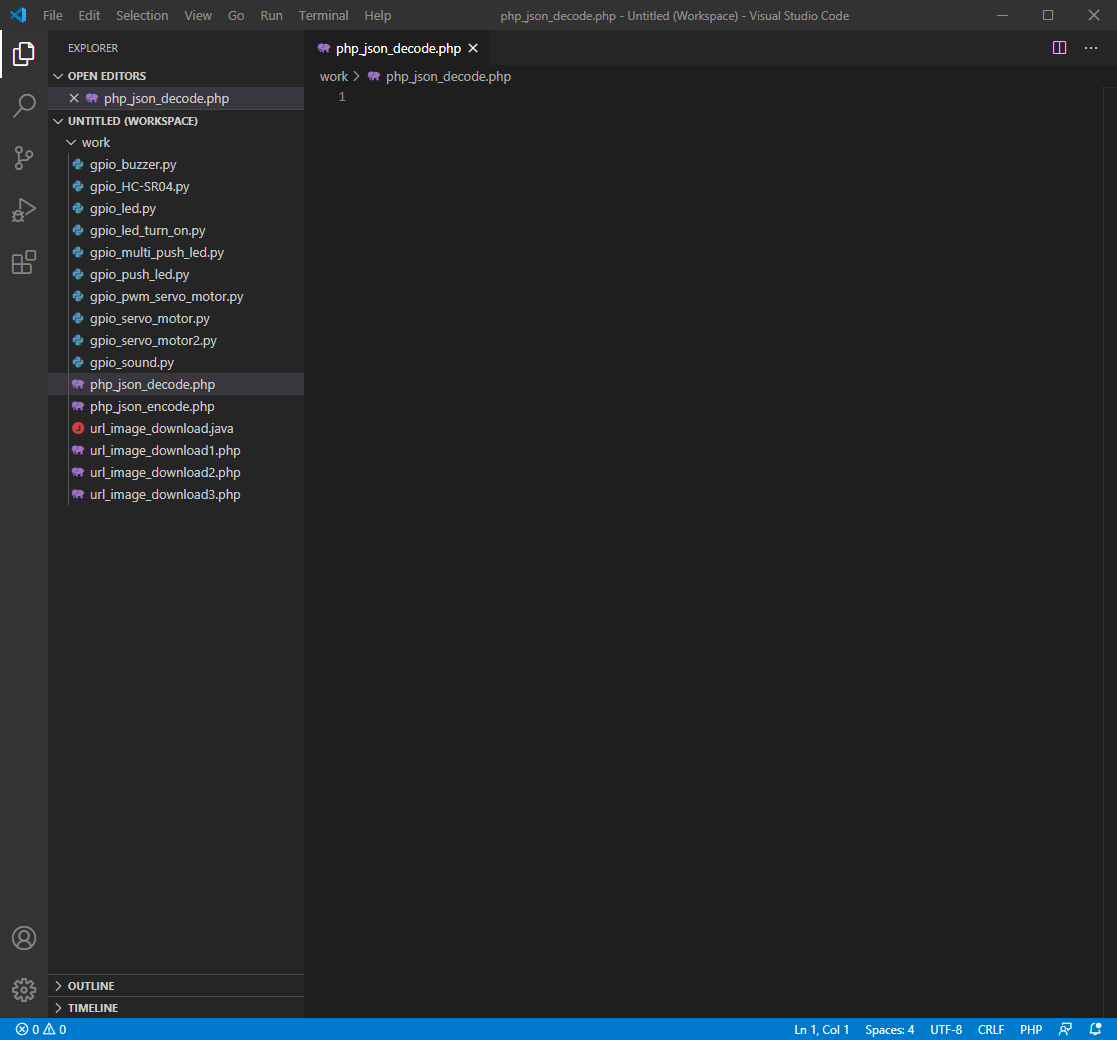 File Edit Selection View Go Run Terminal Help php_json_decode.php - Untitled (Workspace) - Visual Studio Code
EXPLORER
OPEN EDITORS
php_json_decode.php
UNTITLED (WORKSPACE)
work
gpio_buzzer.py
gpio_HC-SR04.py
gpio_led.py
gpio_led_turn_on.py
gpio_multi_push_led.py
gpio_push_led.py
gpio_pwm_servo_motor.py
gpio_servo_motor.py
gpio_servo_motor2.py
gpio_sound.py
php_json_decode.php
php_json_encode.php
url_image_download.java
url_image_download1.php
url_image_download2.php
url_image_download3.php
OUTLINE
TIMELINE
php_json_decode.php
work > php_json_decode.php
1
0 0 Ln 1, Col 1 Spaces: 4 UTF-8 CRLF PHP